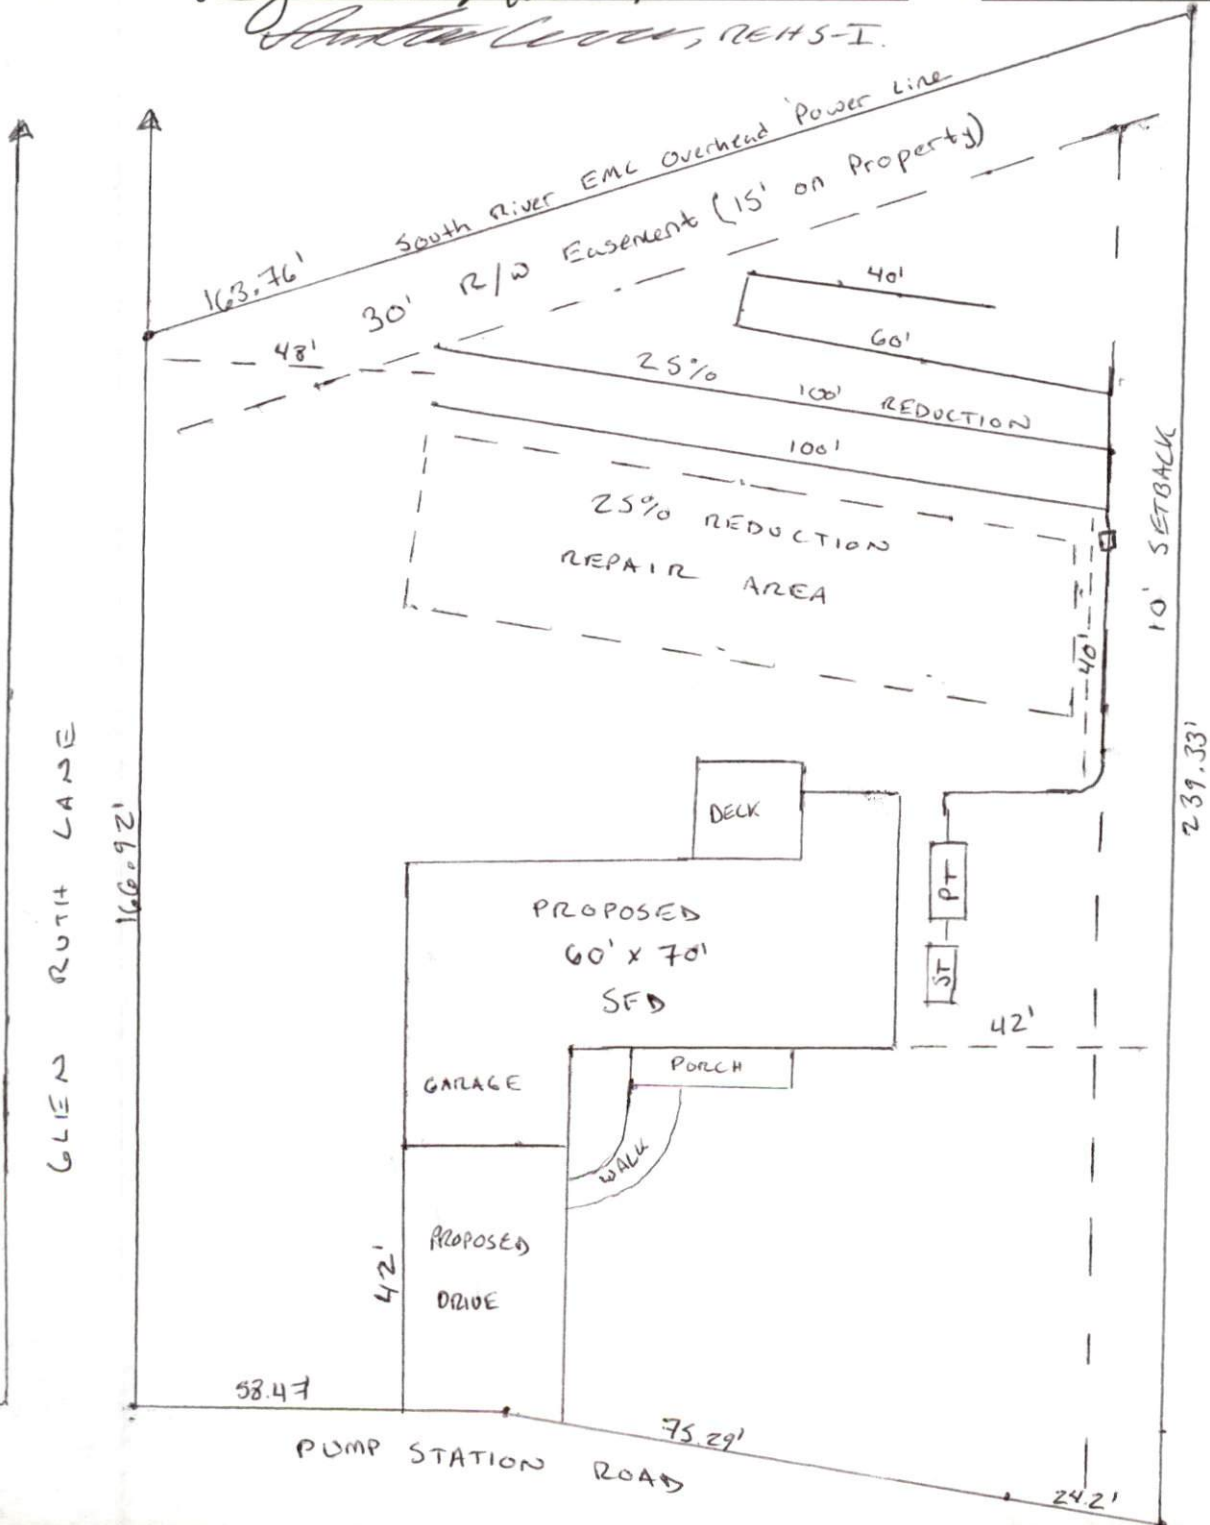 , REHS-I.
South River EMC Overhead Power Line
163.76'
30' R/W Easement (15' on Property)
48'
40'
60'
25%
100' REDUCTION
100'
25% REDUCTION
REPAIR AREA
10' SETBACK
40'
239.33'
GLEN RUTH LANE
166.92'
DECK
PROPOSED
60' x 70'
SFD
PT
ST
42'
GARAGE
PORCH
WALK
42'
PROPOSED
DRIVE
58.47
75.29'
24.2'
PUMP STATION ROAD